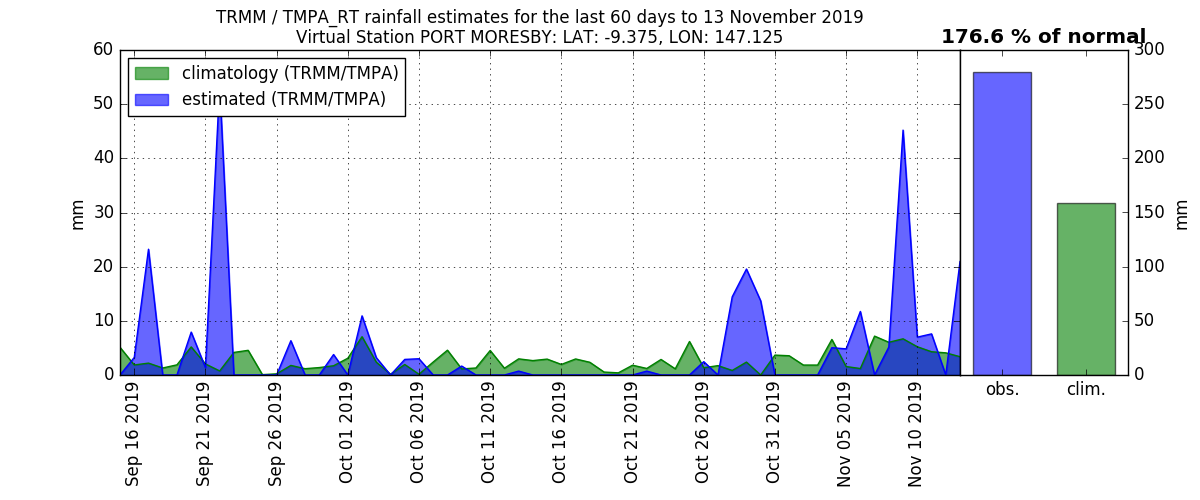 TRMM / TMPA_RT rainfall estimates for the last 60 days to 13 November 2019
Virtual Station PORT MORESBY: LAT: -9.375, LON: 147.125
176.6 % of normal
climatology (TRMM/TMPA)
estimated (TRMM/TMPA)
60
50
40
30
20
10
0
mm
Sep 16 2019
Sep 21 2019
Sep 26 2019
Oct 01 2019
Oct 06 2019
Oct 11 2019
Oct 16 2019
Oct 21 2019
Oct 26 2019
Oct 31 2019
Nov 05 2019
Nov 10 2019
300
250
200
150
100
50
0
mm
obs.
clim.